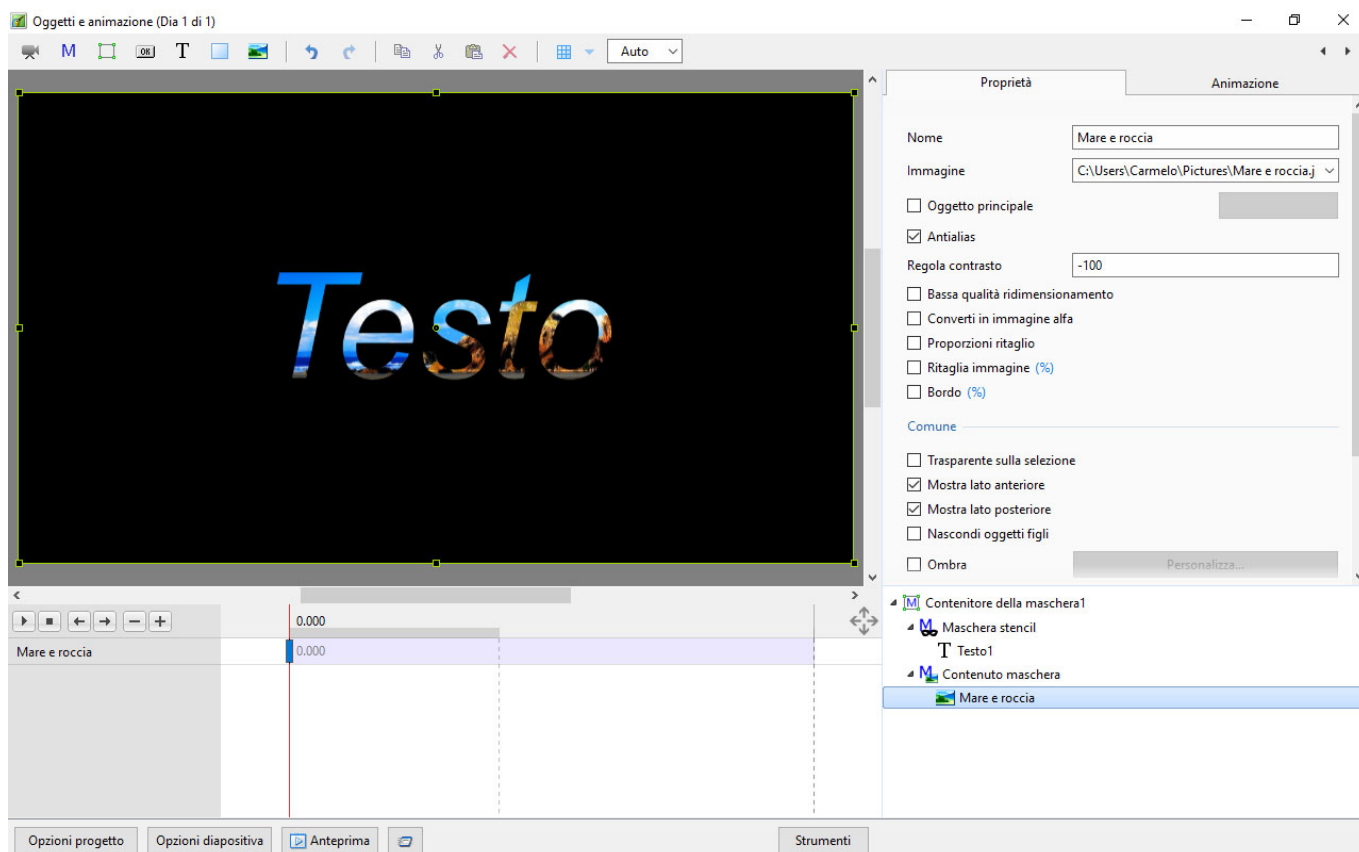 Oggetti e animazione (Dia 1 di 1)
M OK T Auto
Proprietà Animazione
Nome Mare e roccia
Immagine C:\Users\Carmelo\Pictures\Mare e roccia.j
Oggetto principale
Antialias
Regola contrasto -100
Bassa qualità ridimensionamento
Converti in immagine alfa
Proporzioni ritaglio
Ritaglia immagine (%)
Bordo (%)
Comune
Trasparente sulla selezione
Mostra lato anteriore
Mostra lato posteriore
Nascondi oggetti figli
Ombra Personalizza...
Testo
0.000
Mare e roccia 0.000
M Contenitore della maschera1
M Maschera stencil
T Testo1
M Contenuto maschera
Mare e roccia
Opzioni progetto Opzioni diapositiva Anteprima Strumenti